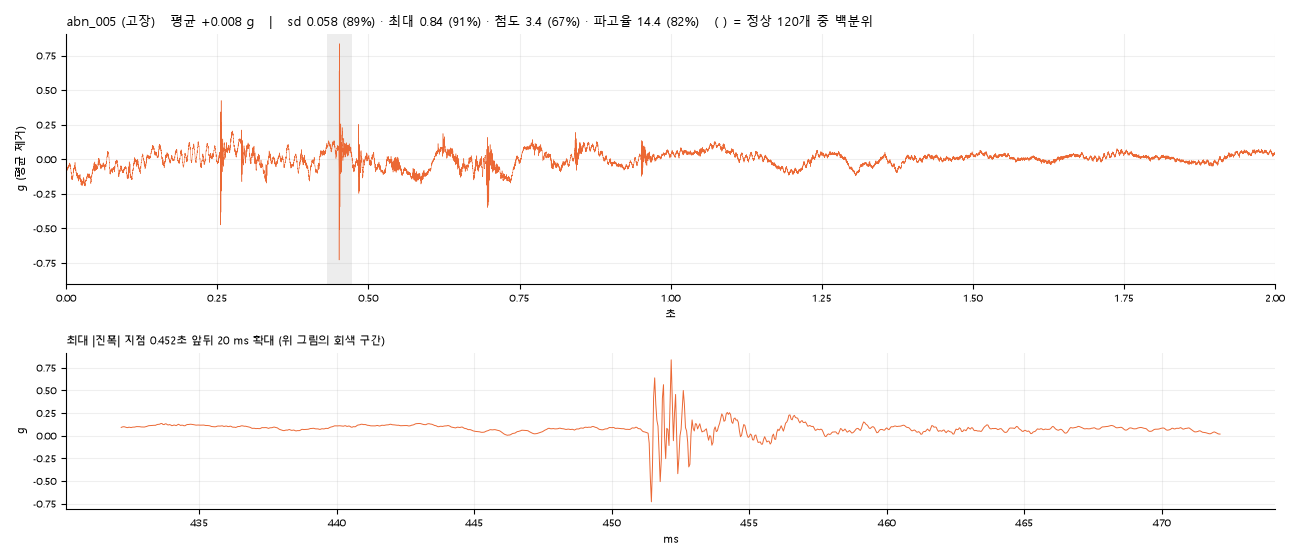 abn_005 (고장) 평균 +0.008 g | sd 0.058 (89%) · 최대 0.84 (91%) · 첨도 3.4 (67%) · 파고율 14.4 (82%) ( ) = 정상 120개 중 백분위
g (평균 제거)
0.75
0.50
0.25
0.00
-0.25
-0.50
-0.75
0.00 0.25 0.50 0.75 1.00 1.25 1.50 1.75 2.00
초
최대 |진폭| 지점 0.452초 앞뒤 20 ms 확대 (위 그림의 회색 구간)
g
0.75
0.50
0.25
0.00
-0.25
-0.50
-0.75
435 440 445 450 455 460 465 470
ms